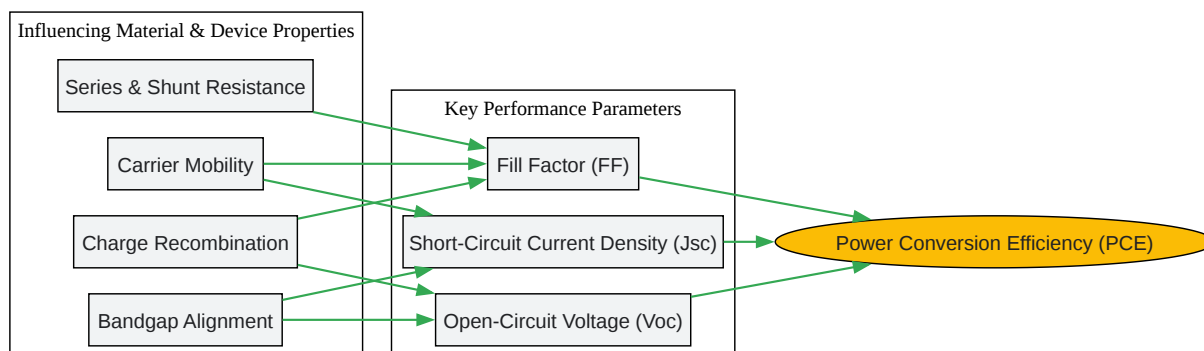 Influencing Material & Device Properties
Series & Shunt Resistance
Carrier Mobility
Charge Recombination
Bandgap Alignment
Key Performance Parameters
Fill Factor (FF)
Short-Circuit Current Density (Jsc)
Open-Circuit Voltage (Voc)
Power Conversion Efficiency (PCE)